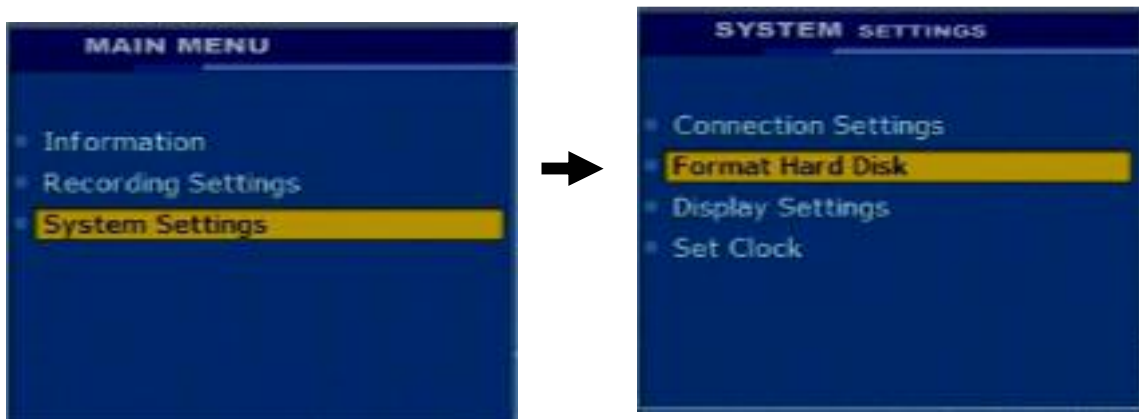 MAIN MENU
Information
Recording Settings
System Settings
SYSTEM SETTINGS
Connection Settings
Format Hard Disk
Display Settings
Set Clock